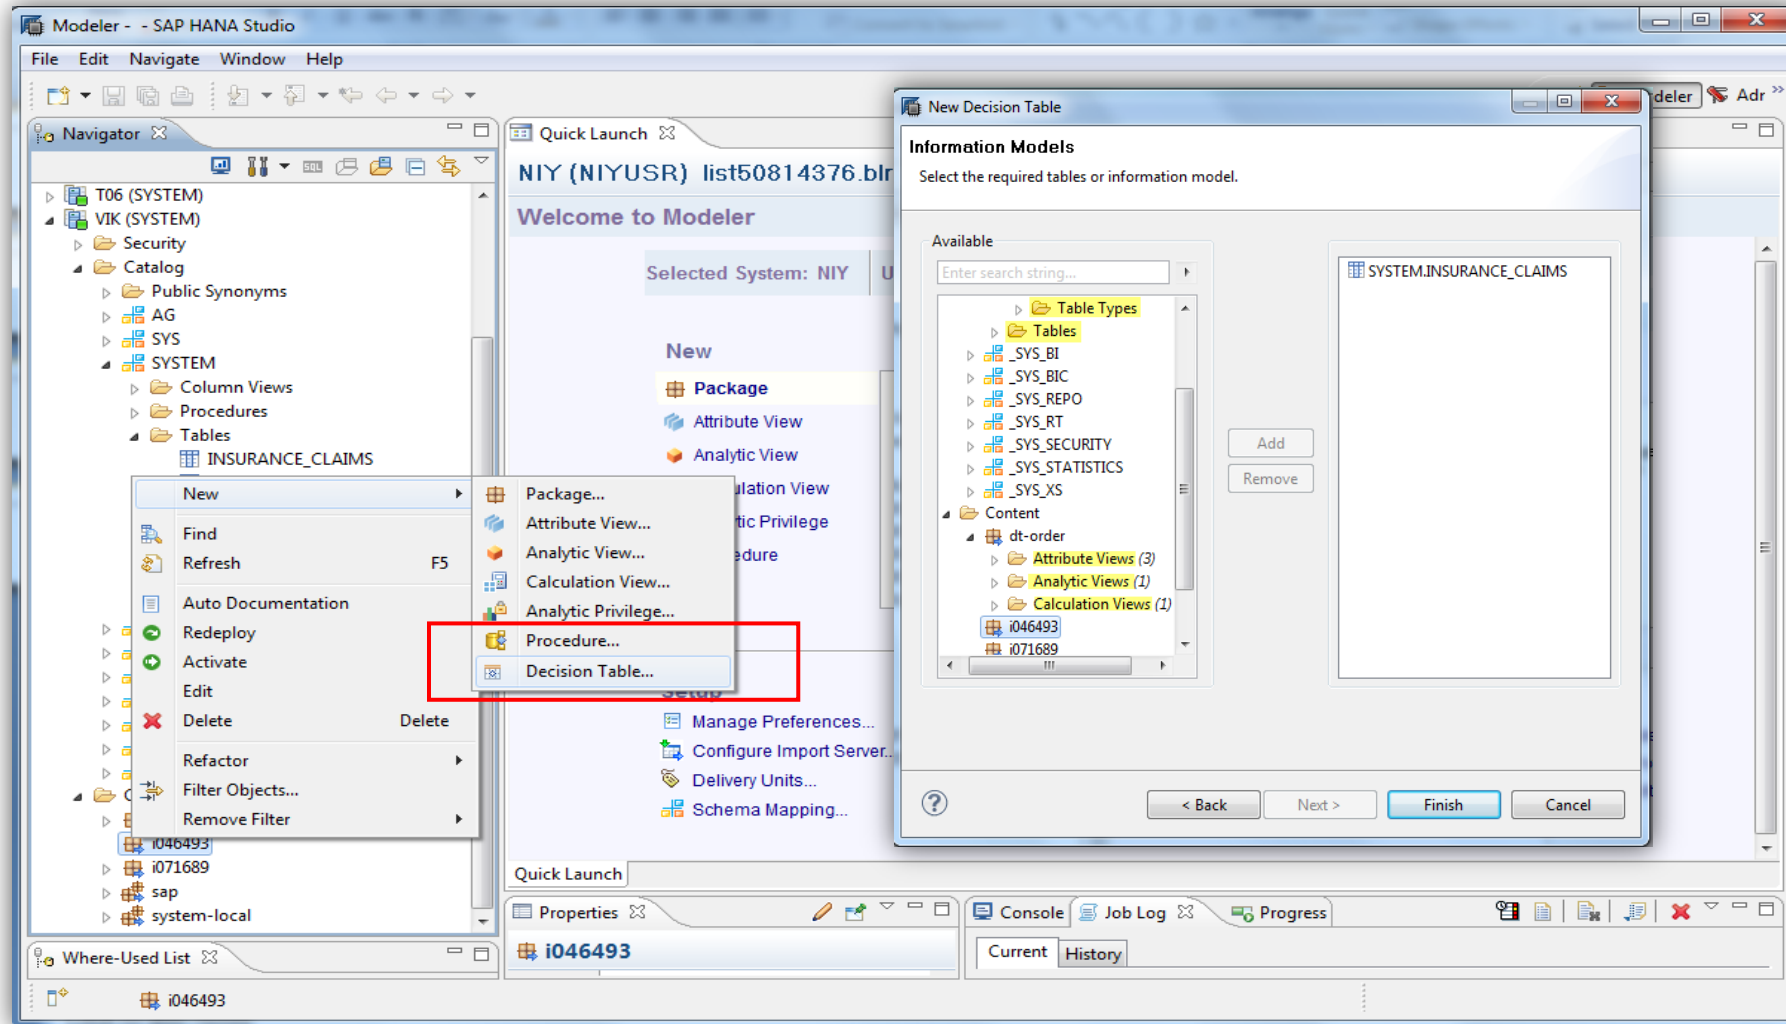 Modeler -  - SAP HANA Studio
File Edit Navigate Window Help
deler Adr »
Navigator
T06 (SYSTEM)
VIK (SYSTEM)
Security
Catalog
Public Synonyms
AG
SYS
SYSTEM
Column Views
Procedures
Tables
INSURANCE_CLAIMS
i046493
i071689
sap
system-local
New
Find
Refresh F5
Auto Documentation
Redeploy
Activate
Edit
Delete Delete
Refactor
Filter Objects...
Remove Filter
Package...
Attribute View...
Analytic View...
Calculation View...
Analytic Privilege...
Procedure...
Decision Table...
Quick Launch
NIY (NIYUSR) list50814376.blr
Welcome to Modeler
Selected System: NIY U
New
Package
Attribute View
Analytic View
ulation View
tic Privilege
edure
Setup
Manage Preferences...
Configure Import Server..
Delivery Units...
Schema Mapping...
Quick Launch
New Decision Table
Information Models
Select the required tables or information model.
Available
Enter search string...
Table Types
Tables
_SYS_BI
_SYS_BIC
_SYS_REPO
_SYS_RT
_SYS_SECURITY
_SYS_STATISTICS
_SYS_XS
Content
dt-order
Attribute Views (3)
Analytic Views (1)
Calculation Views (1)
i046493
i071689
Add
Remove
SYSTEM.INSURANCE_CLAIMS
< Back Next > Finish Cancel
Properties
i046493
Console Job Log Progress
Current History
Where-Used List
i046493